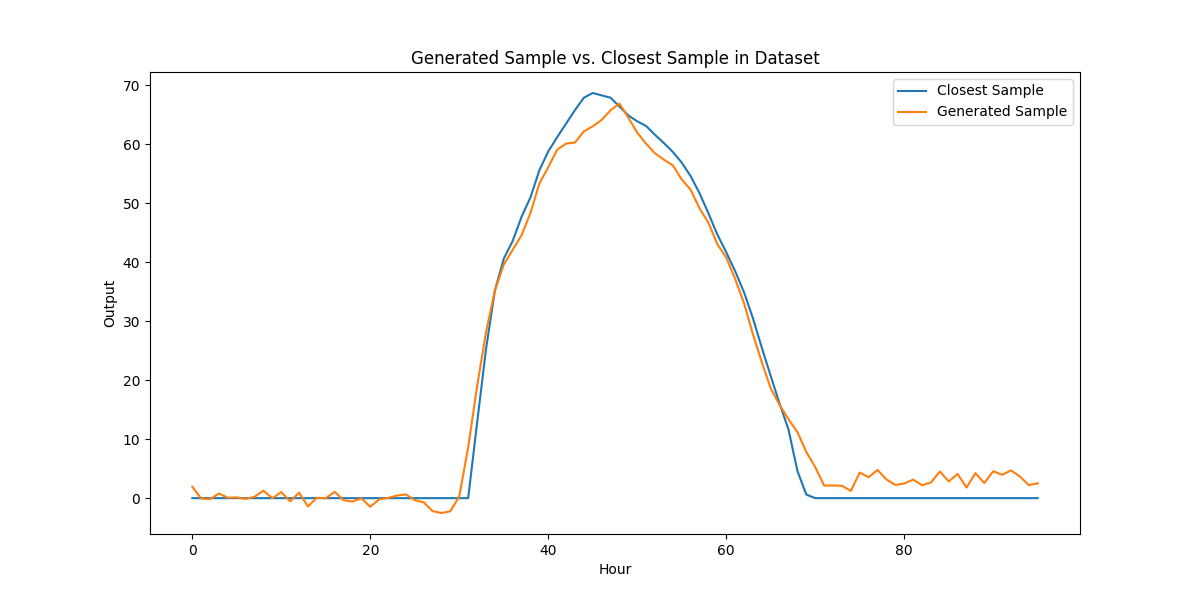 Generated Sample vs. Closest Sample in Dataset
Closest Sample
Generated Sample
70
60
50
40
30
20
10
0
Output
0 20 40 60 80
Hour